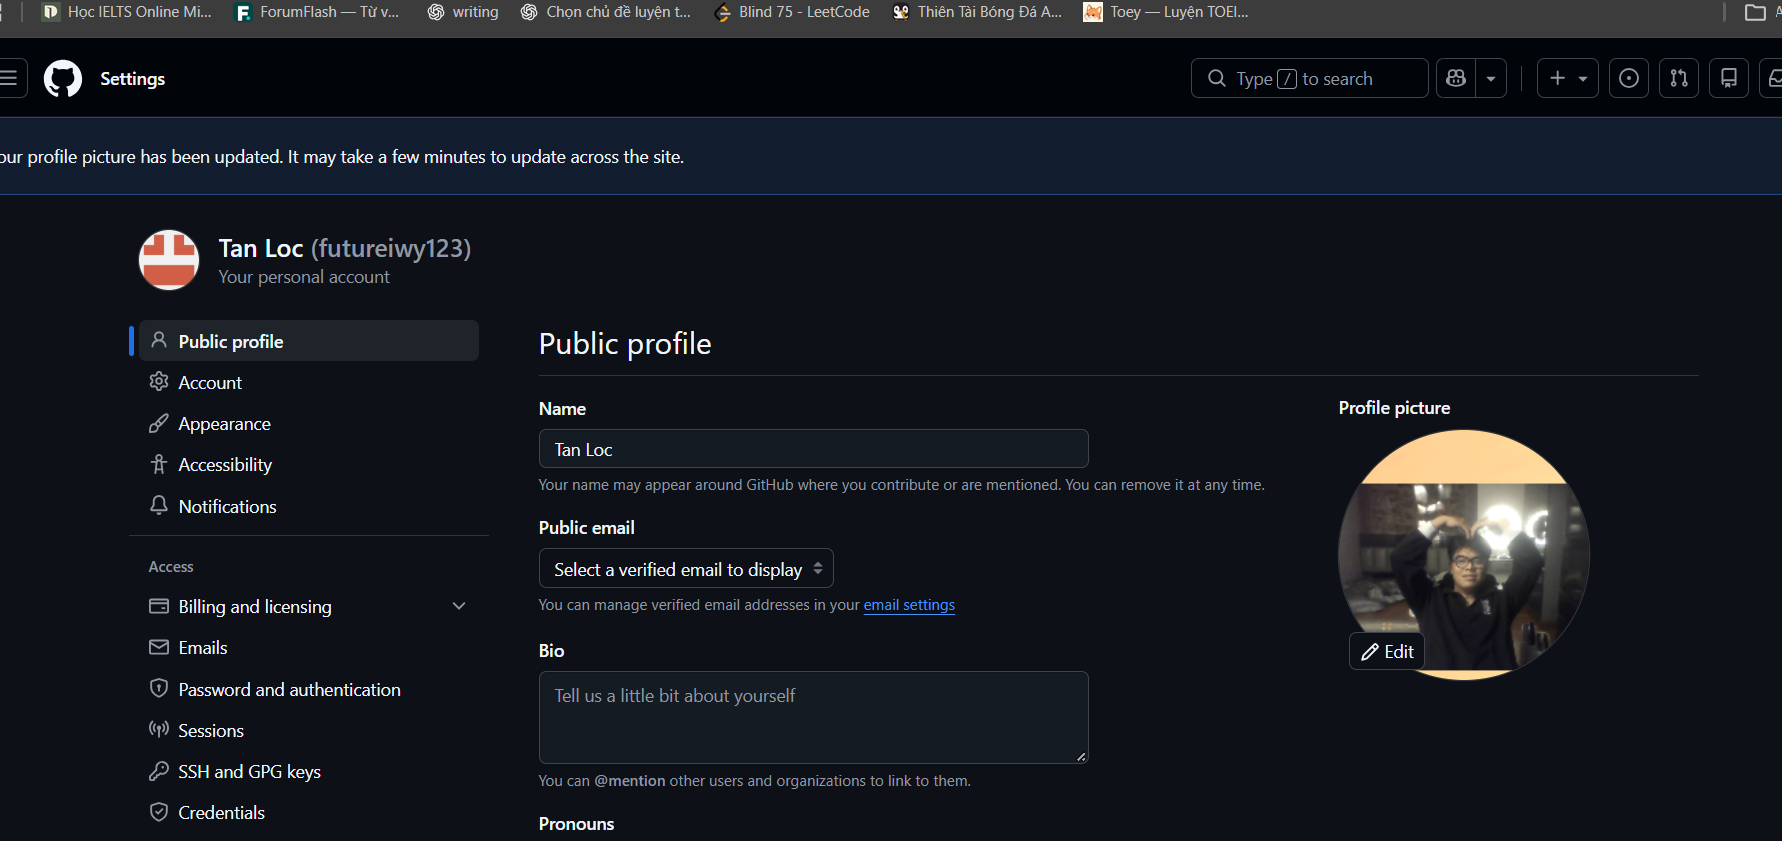 Học IELTS Online Mi...
ForumFlash — Từ v...
writing
Chọn chủ đề luyện t...
Blind 75 - LeetCode
Thiên Tài Bóng Đá A...
Toey — Luyện TOEI...
Settings
Type / to search
our profile picture has been updated. It may take a few minutes to update across the site.
Tan Loc (futureiwy123)
Your personal account
Public profile
Account
Appearance
Accessibility
Notifications
Access
Billing and licensing
Emails
Password and authentication
Sessions
SSH and GPG keys
Credentials
Public profile
Name
Tan Loc
Your name may appear around GitHub where you contribute or are mentioned. You can remove it at any time.
Public email
Select a verified email to display
You can manage verified email addresses in your email settings
Bio
Tell us a little bit about yourself
You can @mention other users and organizations to link to them.
Pronouns
Profile picture
Edit